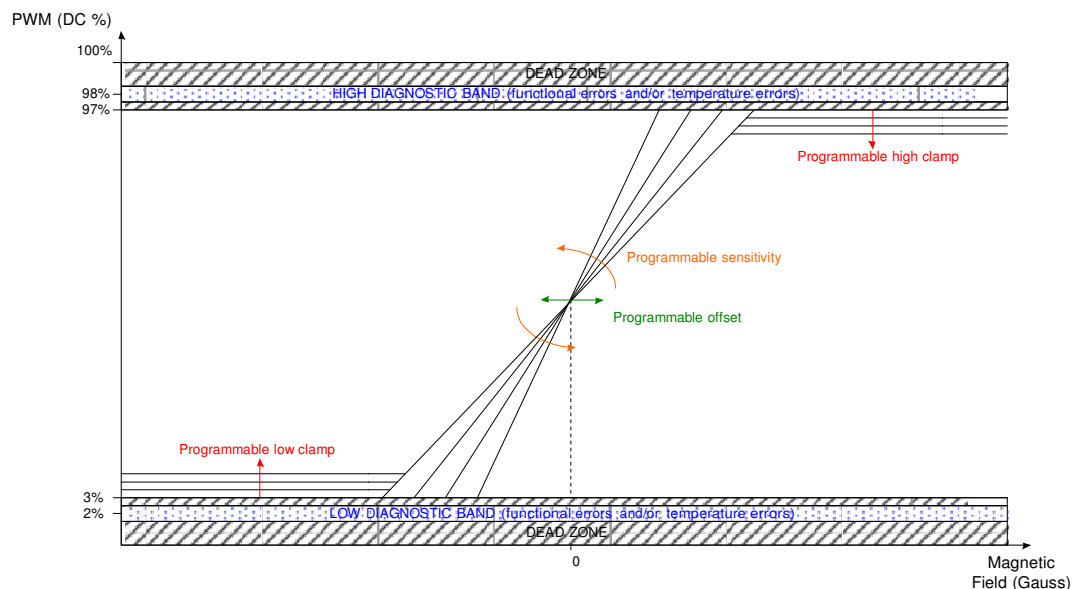 PWM (DC %)
100%
DEAD ZONE
98%
HIGH DIAGNOSTIC BAND (functional errors and/or temperature errors)
97%
Programmable high clamp
Programmable sensitivity
Programmable offset
Programmable low clamp
3%
2%
LOW DIAGNOSTIC BAND (functional errors and/or temperature errors)
DEAD ZONE
0
Magnetic
Field (Gauss)